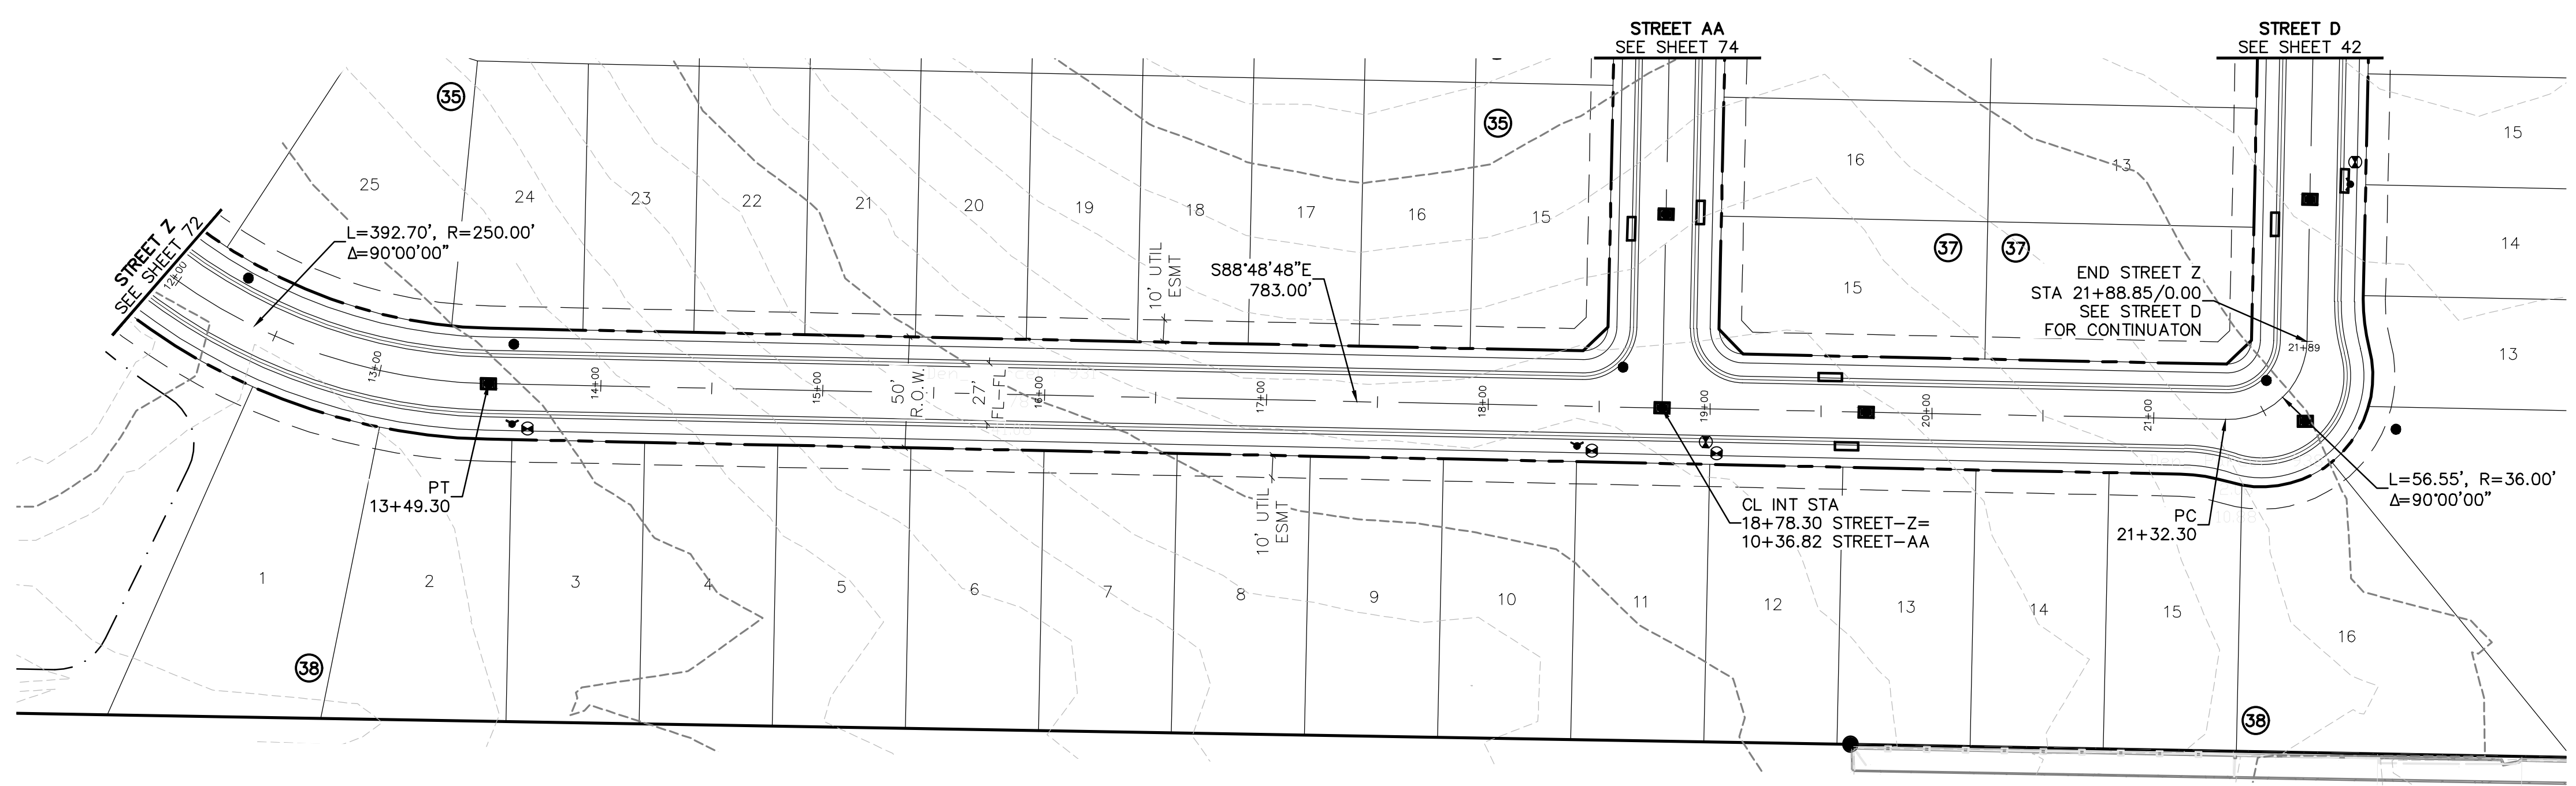 STREET AA
SEE SHEET 74
STREET D
SEE SHEET 42
35
35
25
24
23
22
21
20
19
18
17
16
15
16
13
15
37
37
15
14
13
STREET Z
SEE SHEET 72
12+00
L=392.70', R=250.00'
Δ=90°00'00"
10' UTIL
ESMT
S88°48'48"E
783.00'
END STREET Z
STA 21+88.85/0.00
SEE STREET D
FOR CONTINUATON
21+89
13+00
14+00
15+00
50'
R.O.W.
27'
FL-FL
16+00
17+00
18+00
19+00
20+00
21+00
PT
13+49.30
10' UTIL
ESMT
CL INT STA
18+78.30 STREET-Z=
10+36.82 STREET-AA
PC
21+32.30
L=56.55', R=36.00'
Δ=90°00'00"
1
2
3
4
5
6
7
8
9
10
11
12
13
14
15
16
38
38